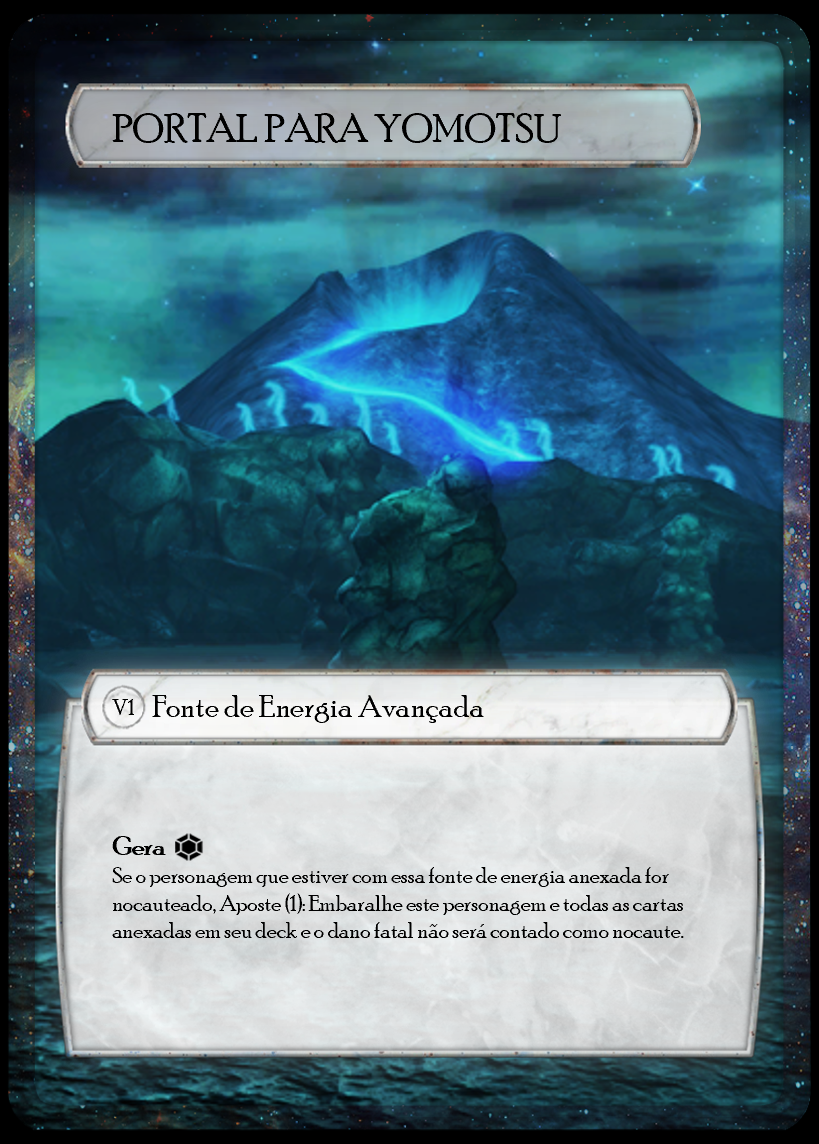 PORTAL PARA YOMOTSU
V1 Fonte de Energia Avançada
Gera
Se o personagem que estiver com essa fonte de energia anexada for
nocauteado, Aposte (1): Embaralhe este personagem e todas as cartas
anexadas em seu deck e o dano fatal não será contado como nocaute.